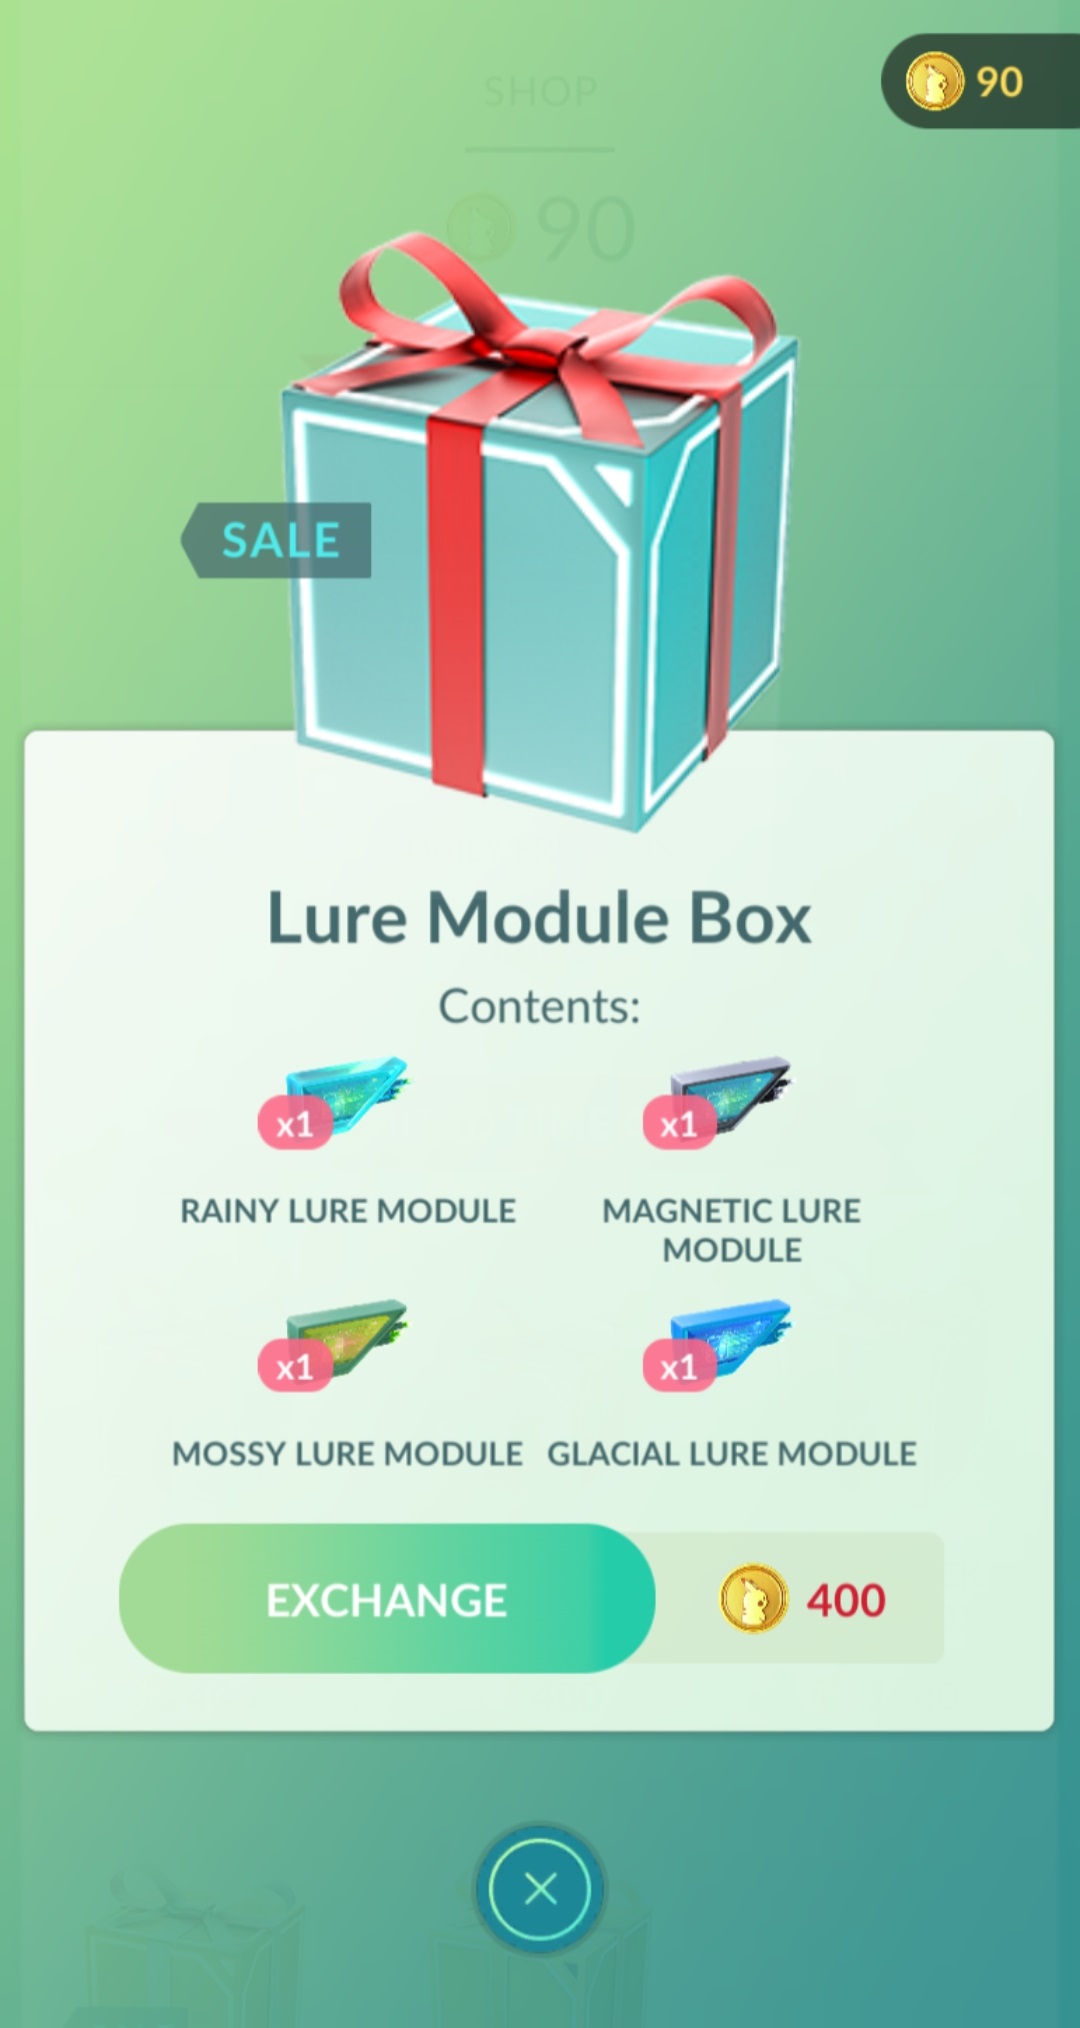 90
SHOP
90
SALE
Lure Module Box
Contents:
x1
x1
RAINY LURE MODULE
MAGNETIC LURE
MODULE
x1
x1
MOSSY LURE MODULE
GLACIAL LURE MODULE
EXCHANGE
400